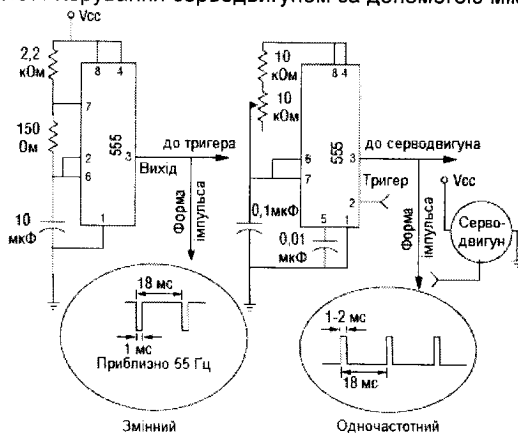 Керування серводвигуном за допомогою
Vcc
2,2
кОм
8
4
7
150
Ом
2
6
555
3
Вихід
до тригера
10
мкФ
1
Форма
імпульса
18 мс
1 мс
Приблизно 55 Гц
Змінний
10
кОм
10
кОм
8
4
6
7
555
3
до серводвигуна
Тригер
2
Vcc
0,1мкФ
5
1
0,01
мкФ
Форма
імпульса
Серво-
двигун
1-2 мс
18 мс
Одночастотний